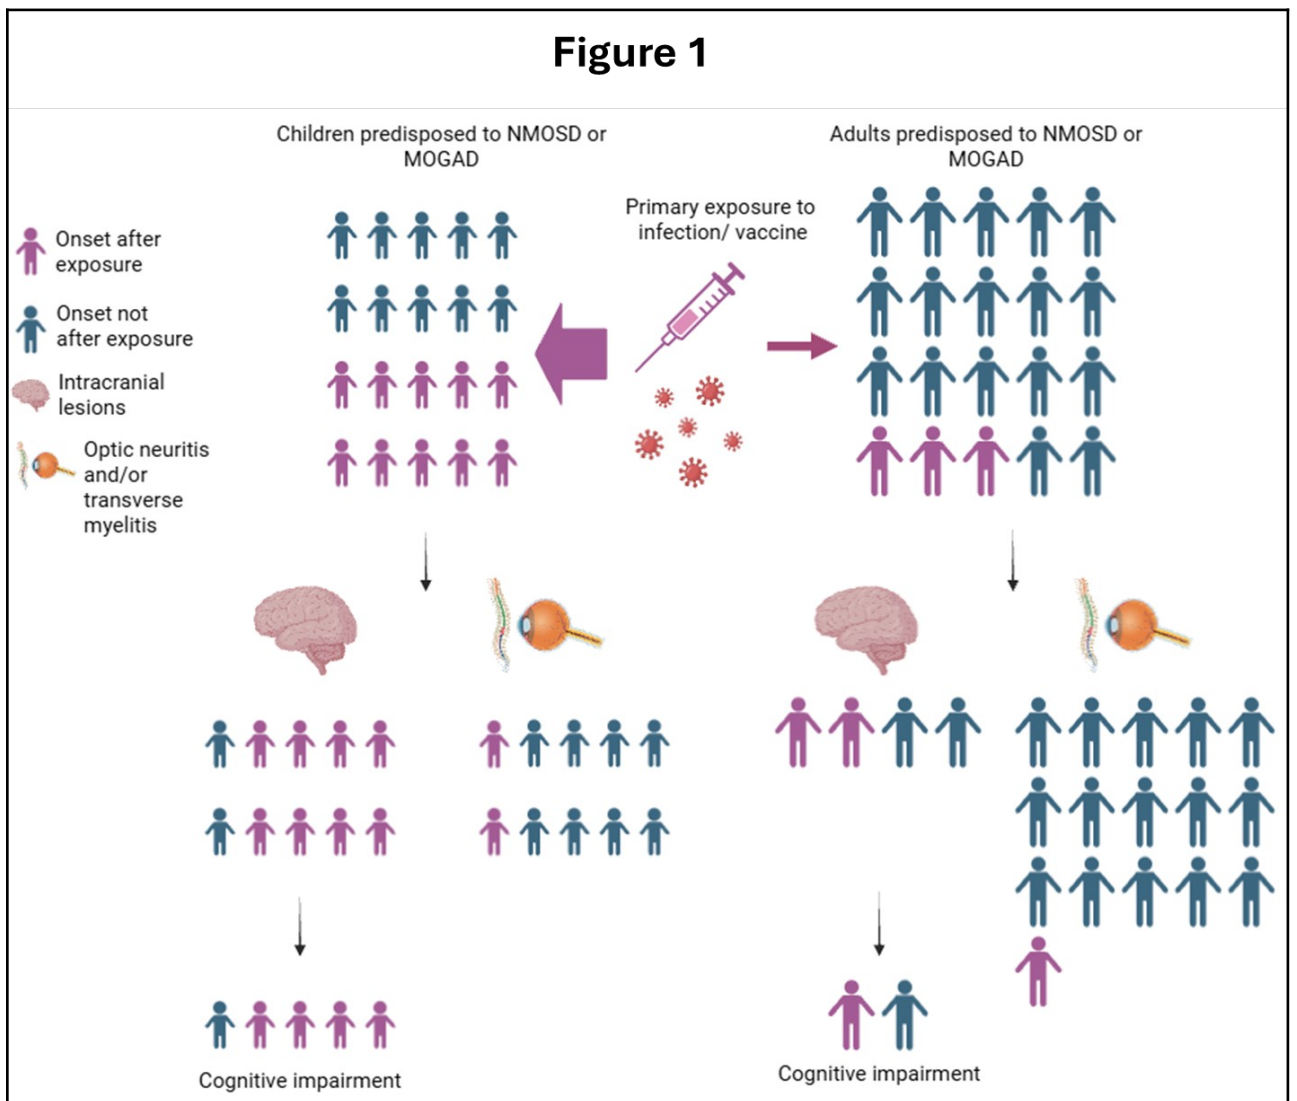 Figure 1
Children predisposed to NMOSD or
MOGAD
Adults predisposed to NMOSD or
MOGAD
Primary exposure to
infection/ vaccine
Onset after
exposure
Onset not
after exposure
Intracranial
lesions
Optic neuritis
and/or
transverse
myelitis
Cognitive impairment
Cognitive impairment